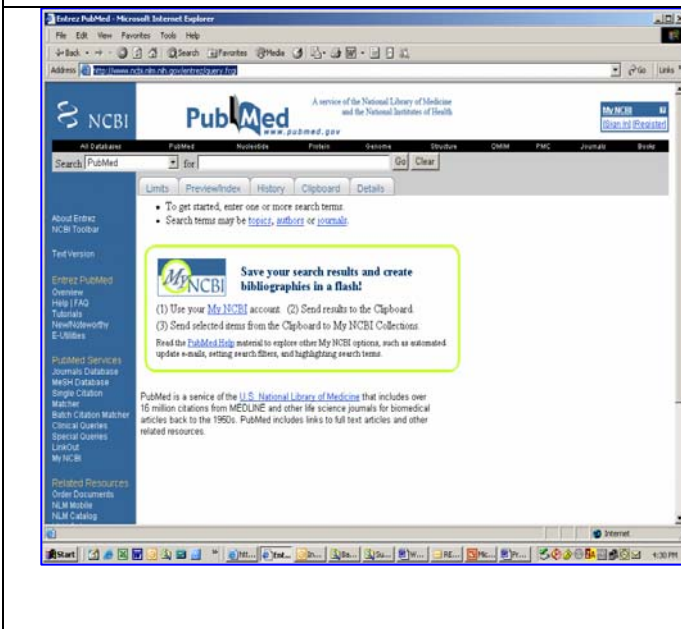 Entrez PubMed - Microsoft Internet Explorer
File Edit View Favorites Tools Help
Back Search Favorites Media
Address http://www.ncbi.nlm.nih.gov/entrez/query.fcgi Go Links
NCBI
PubMed
www.pubmed.gov
A service of the National Library of Medicine
and the National Institutes of Health
My NCBI
[Sign In] [Register]
All Databases PubMed Nucleotide Protein Genome Structure OMIM PMC Journals Books
Search PubMed for Go Clear
Limits Preview/Index History Clipboard Details
About Entrez
NCBI Toolbar
Text Version
Entrez PubMed
Overview
Help | FAQ
Tutorials
New/Noteworthy
E-Utilities
PubMed Services
Journals Database
MeSH Database
Single Citation
Matcher
Batch Citation Matcher
Clinical Queries
Special Queries
LinkOut
My NCBI
Related Resources
Order Documents
NLM Mobile
NLM Catalog
• To get started, enter one or more search terms.
• Search terms may be topics, authors or journals.
My NCBI
Save your search results and create
bibliographies in a flash!
(1) Use your My NCBI account. (2) Send results to the Clipboard.
(3) Send selected items from the Clipboard to My NCBI Collections.
Read the PubMed Help material to explore other My NCBI options, such as automated
update e-mails, setting search filters, and highlighting search terms.
PubMed is a service of the U.S. National Library of Medicine that includes over
16 million citations from MEDLINE and other life science journals for biomedical
articles back to the 1950s. PubMed includes links to full text articles and other
related resources.
Internet
Start 4:30 PM